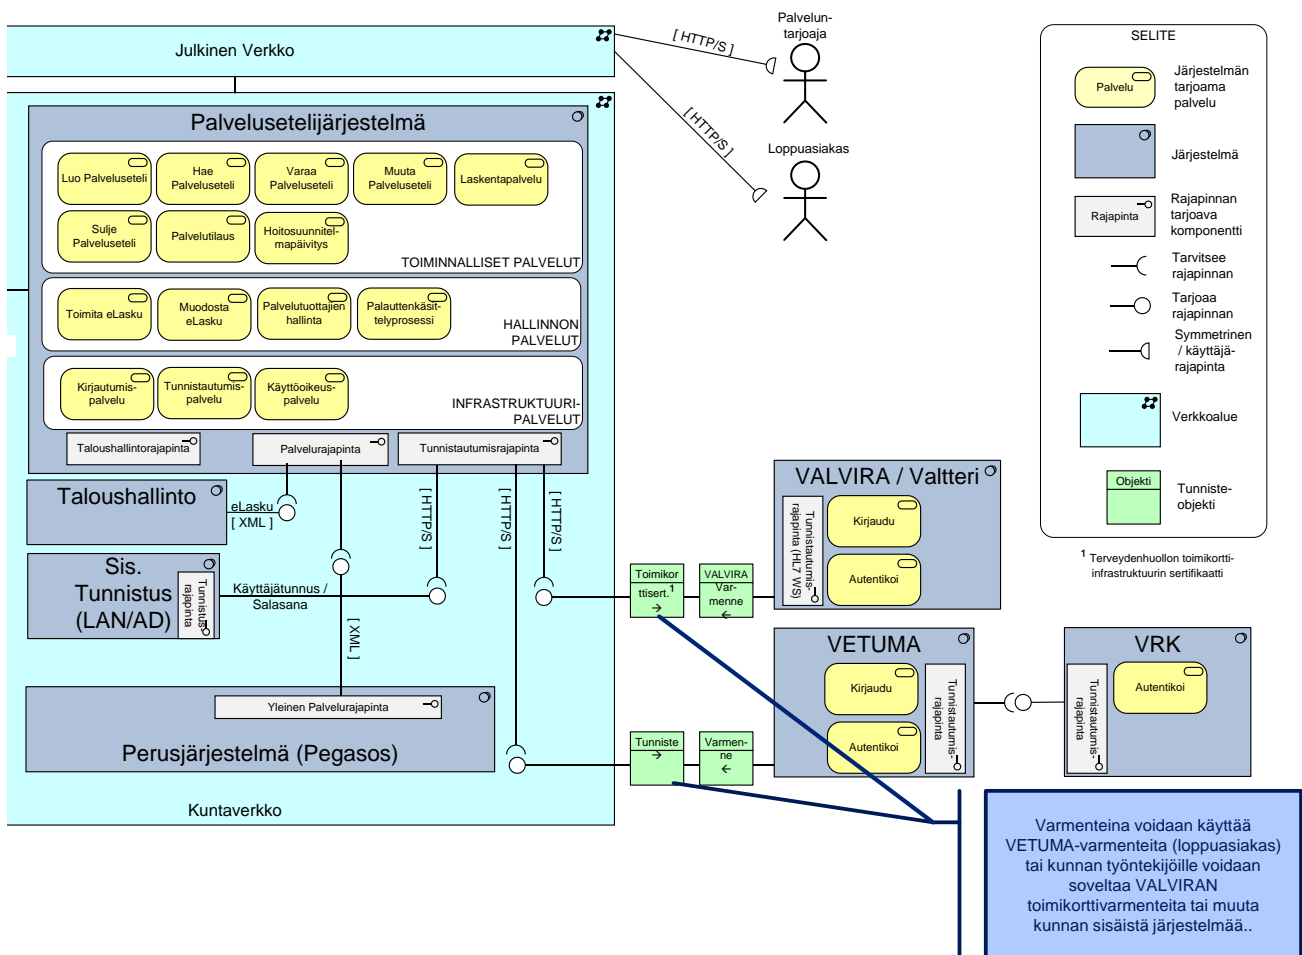 Julkinen Verkko
[ HTTP/S ]
[ HTTP/S ]
Palvelun-
tarjoaja
Loppuasiakas
Palvelusetelijärjestelmä
Luo Palveluseteli
Hae
Palveluseteli
Varaa
Palveluseteli
Muuta
Palveluseteli
Laskentapalvelu
Sulje
Palveluseteli
Palvelutilaus
Hoitosuunnitel-
mapäivitys
TOIMINNALLISET PALVELUT
Toimita eLasku
Muodosta
eLasku
Palvelutuottajien
hallinta
Palauttenkäsit-
telyprosessi
HALLINNON
PALVELUT
Kirjautumis-
palvelu
Tunnistautumis-
palvelu
Käyttöoikeus-
palvelu
INFRASTRUKTUURI-
PALVELUT
Taloushallintorajapinta
Palvelurajapinta
Tunnistautumisrajapinta
Taloushallinto
eLasku
[ XML ]
[ HTTP/S ]
[ HTTP/S ]
[ HTTP/S ]
Sis.
Tunnistus
(LAN/AD)
Tunnistus
rajapinta
Käyttäjätunnus /
Salasana
[ XML ]
Yleinen Palvelurajapinta
Perusjärjestelmä (Pegasos)
Kuntaverkko
Toimikor
ttisert.1
→
VALVIRA
Var-
menne
←
VALVIRA / Valtteri
Tunnistautumis-
rajapinta (HL7 WS)
Kirjaudu
Autentikoi
Tunniste
→
Varmen-
ne
←
VETUMA
Kirjaudu
Autentikoi
Tunnistautumis-
rajapinta
VRK
Tunnistautumis-
rajapinta
Autentikoi
SELITE
Palvelu
Järjestelmän
tarjoama
palvelu
Järjestelmä
Rajapinta
Rajapinnan
tarjoava
komponentti
Tarvitsee
rajapinnan
Tarjoaa
rajapinnan
Symmetrinen
/ käyttäjä-
rajapinta
Verkkoalue
Objekti
Tunniste-
objekti
1 Terveydenhuollon toimikortti-
infrastruktuurin sertifikaatti
Varmenteina voidaan käyttää
VETUMA-varmenteita (loppuasiakas)
tai kunnan työntekijöille voidaan
soveltaa VALVIRAN
toimikorttivarmenteita tai muuta
kunnan sisäistä järjestelmää..